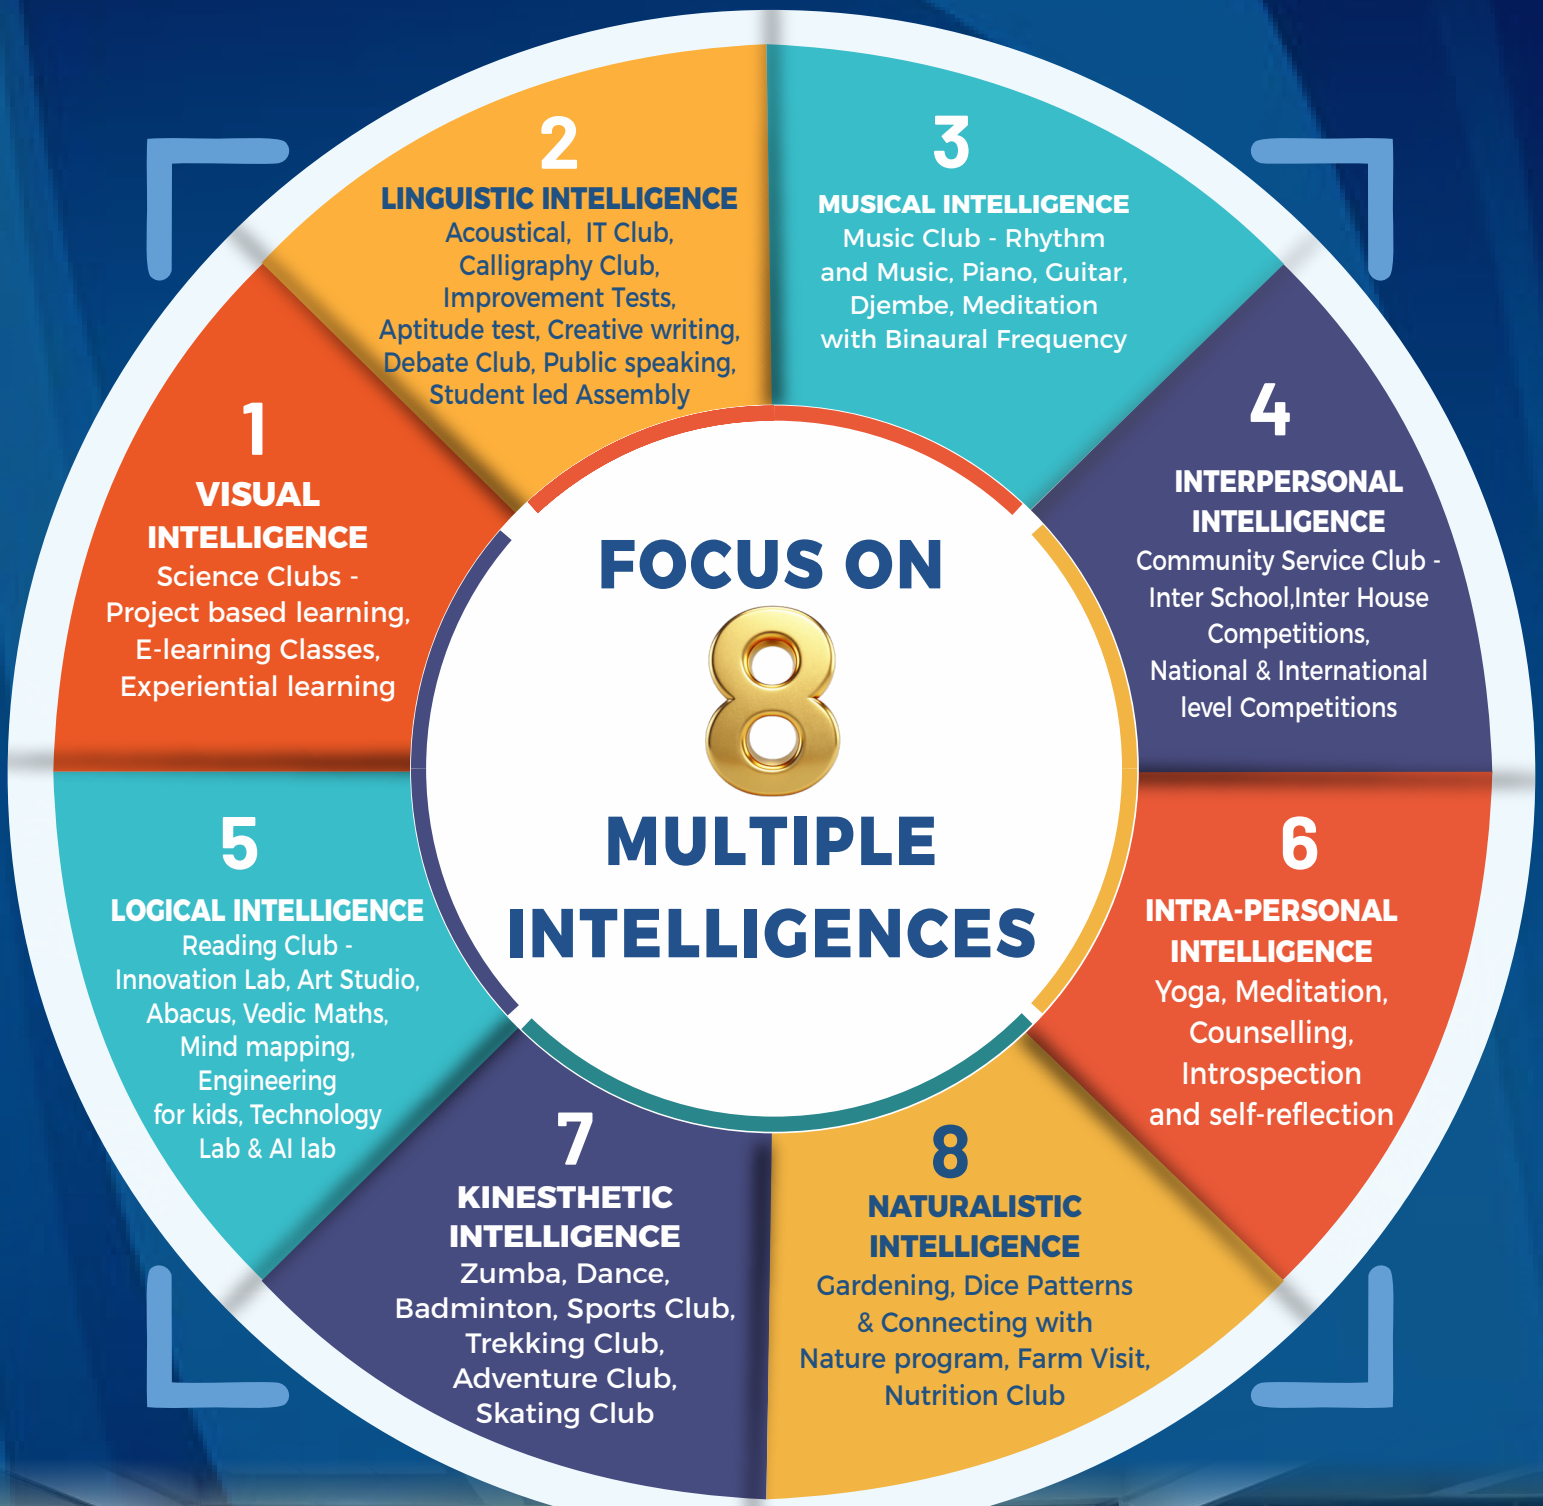 FOCUS ON
8
MULTIPLE
INTELLIGENCES
1
VISUAL
INTELLIGENCE
Science Clubs -
Project based learning,
E-learning Classes,
Experiential learning
2
LINGUISTIC INTELLIGENCE
Acoustical, IT Club,
Calligraphy Club,
Improvement Tests,
Aptitude test, Creative writing,
Debate Club, Public speaking,
Student led Assembly
3
MUSICAL INTELLIGENCE
Music Club - Rhythm
and Music, Piano, Guitar,
Djembe, Meditation
with Binaural Frequency
4
INTERPERSONAL
INTELLIGENCE
Community Service Club -
Inter School,Inter House
Competitions,
National & International
level Competitions
5
LOGICAL INTELLIGENCE
Reading Club -
Innovation Lab, Art Studio,
Abacus, Vedic Maths,
Mind mapping,
Engineering
for kids, Technology
Lab & AI lab
6
INTRA-PERSONAL
INTELLIGENCE
Yoga, Meditation,
Counselling,
Introspection
and self-reflection
7
KINESTHETIC
INTELLIGENCE
Zumba, Dance,
Badminton, Sports Club,
Trekking Club,
Adventure Club,
Skating Club
8
NATURALISTIC
INTELLIGENCE
Gardening, Dice Patterns
& Connecting with
Nature program, Farm Visit,
Nutrition Club